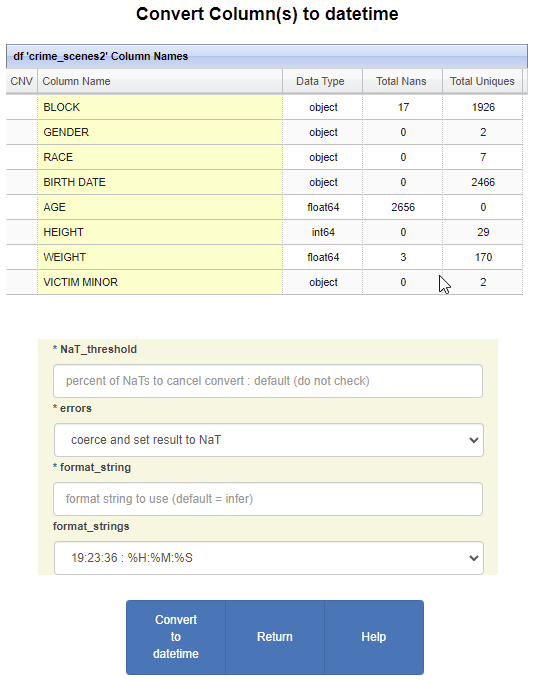 Convert Column(s) to datetime
df 'crime_scenes2' Column Names
CNV Column Name Data Type Total Nans Total Uniques
BLOCK object 17 1926
GENDER object 0 2
RACE object 0 7
BIRTH DATE object 0 2466
AGE float64 2656 0
HEIGHT int64 0 29
WEIGHT float64 3 170
VICTIM MINOR object 0 2
* NaT_threshold
percent of NaTs to cancel convert : default (do not check)
* errors
coerce and set result to NaT
* format_string
format string to use (default = infer)
format_strings
19:23:36 : %H:%M:%S
Convert
to
datetime
Return
Help